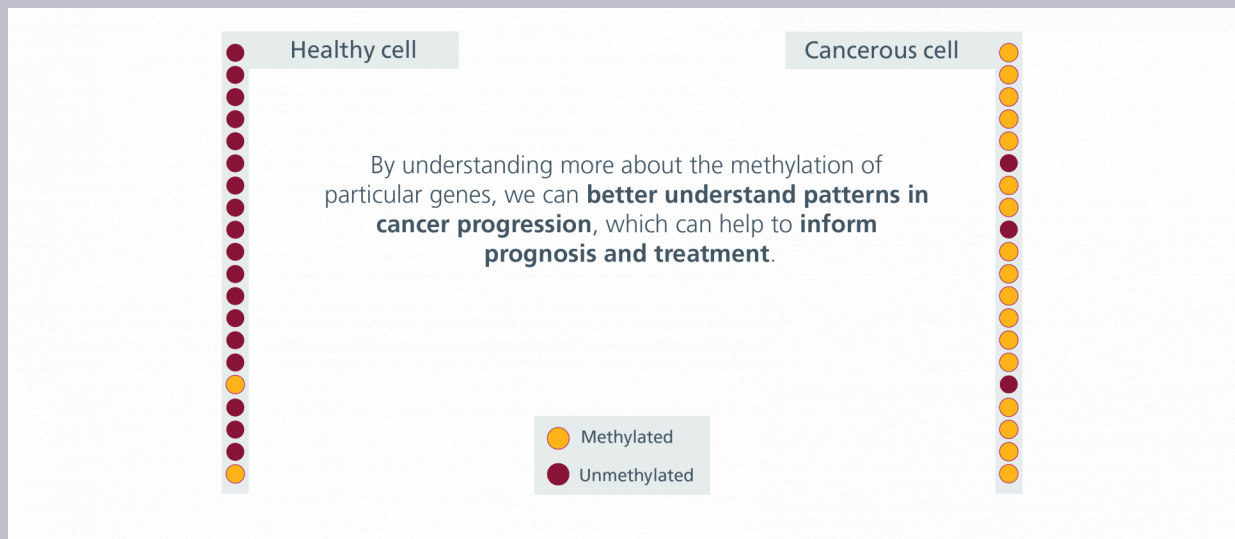 Healthy cell
Cancerous cell
By understanding more about the methylation of
particular genes, we can better understand patterns in
cancer progression, which can help to inform
prognosis and treatment.
Methylated
Unmethylated